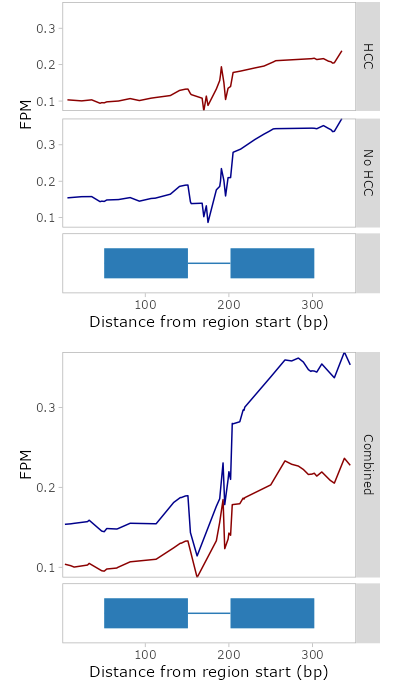 0.3
0.2
0.1
HCC
FPM
0.3
0.2
0.1
No HCC
100 200 300
Distance from region start (bp)
0.3
0.2
0.1
FPM
Combined
100 200 300
Distance from region start (bp)